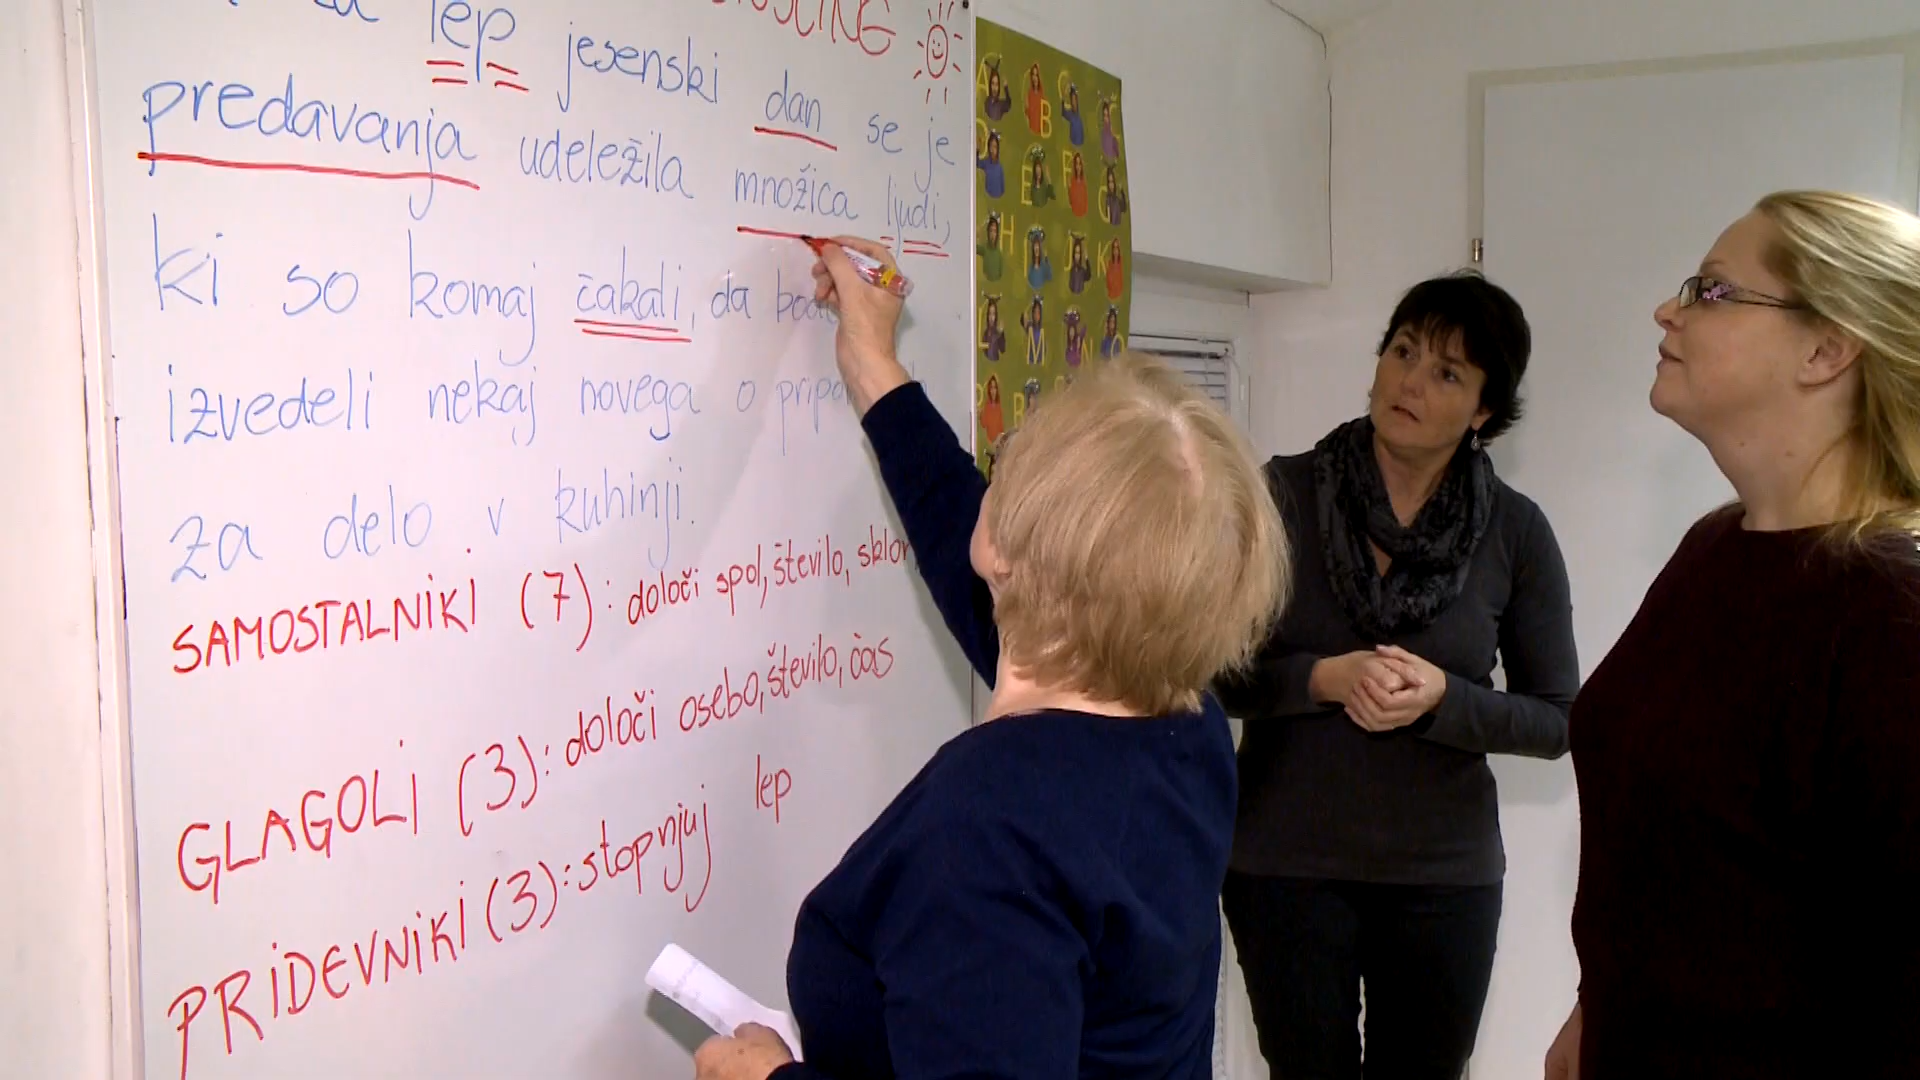 lep jesenski dan se je
predavanja udeležila množica ljudi,
ki so komaj čakali, da
izvedeli nekaj novega o
za delo v kuhinji.
SAMOSTALNIKI (7): določi spol, število,
GLAGOLI (3): določi osebo, število, čas
PRIDEVNIKI (3): stopnjuj lep
A
B
C
E
F
G
H
J
K
L
M
N
O